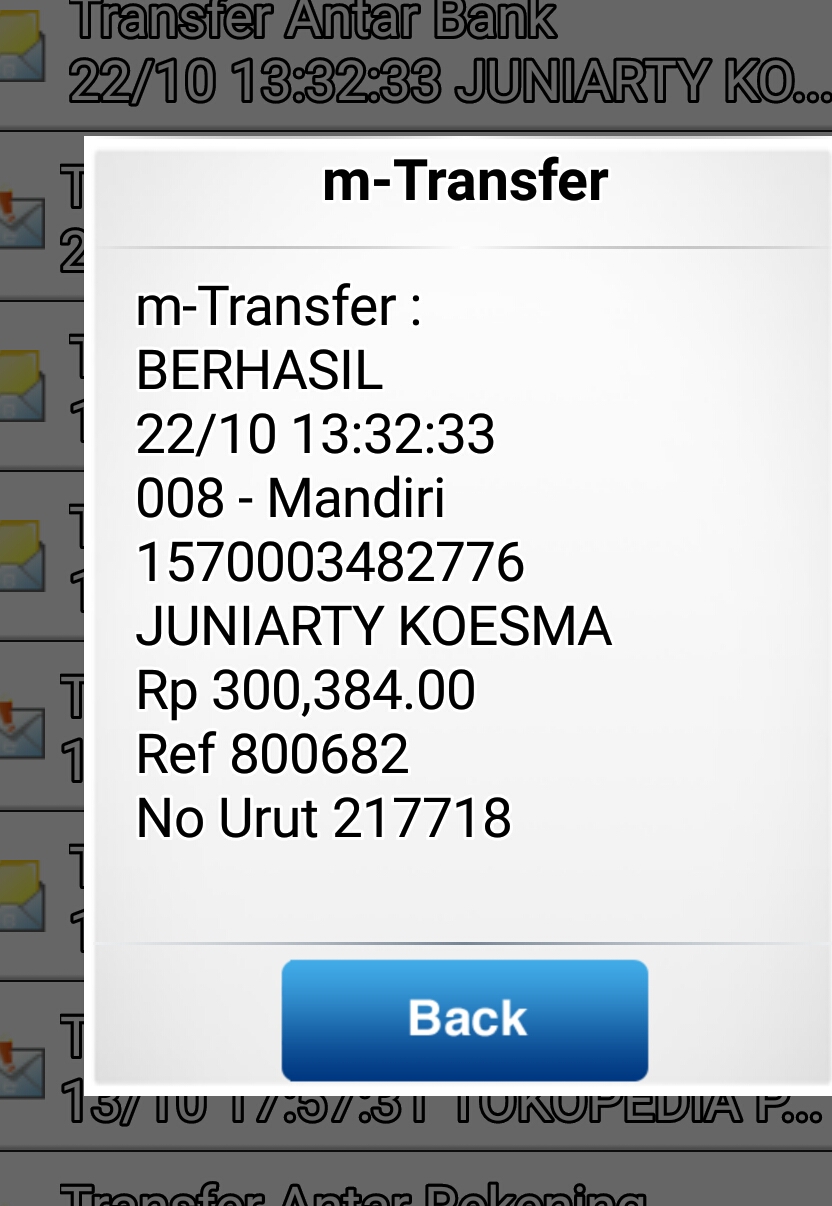 Transfer Antar Bank
22/10 13:32:33 JUNIARTY KO...
m-Transfer
m-Transfer :
BERHASIL
22/10 13:32:33
008 - Mandiri
1570003482776
JUNIARTY KOESMA
Rp 300,384.00
Ref 800682
No Urut 217718
Back
13/10 17:57:31 TOKOPEDIA P...
Transfer Antar Rekening